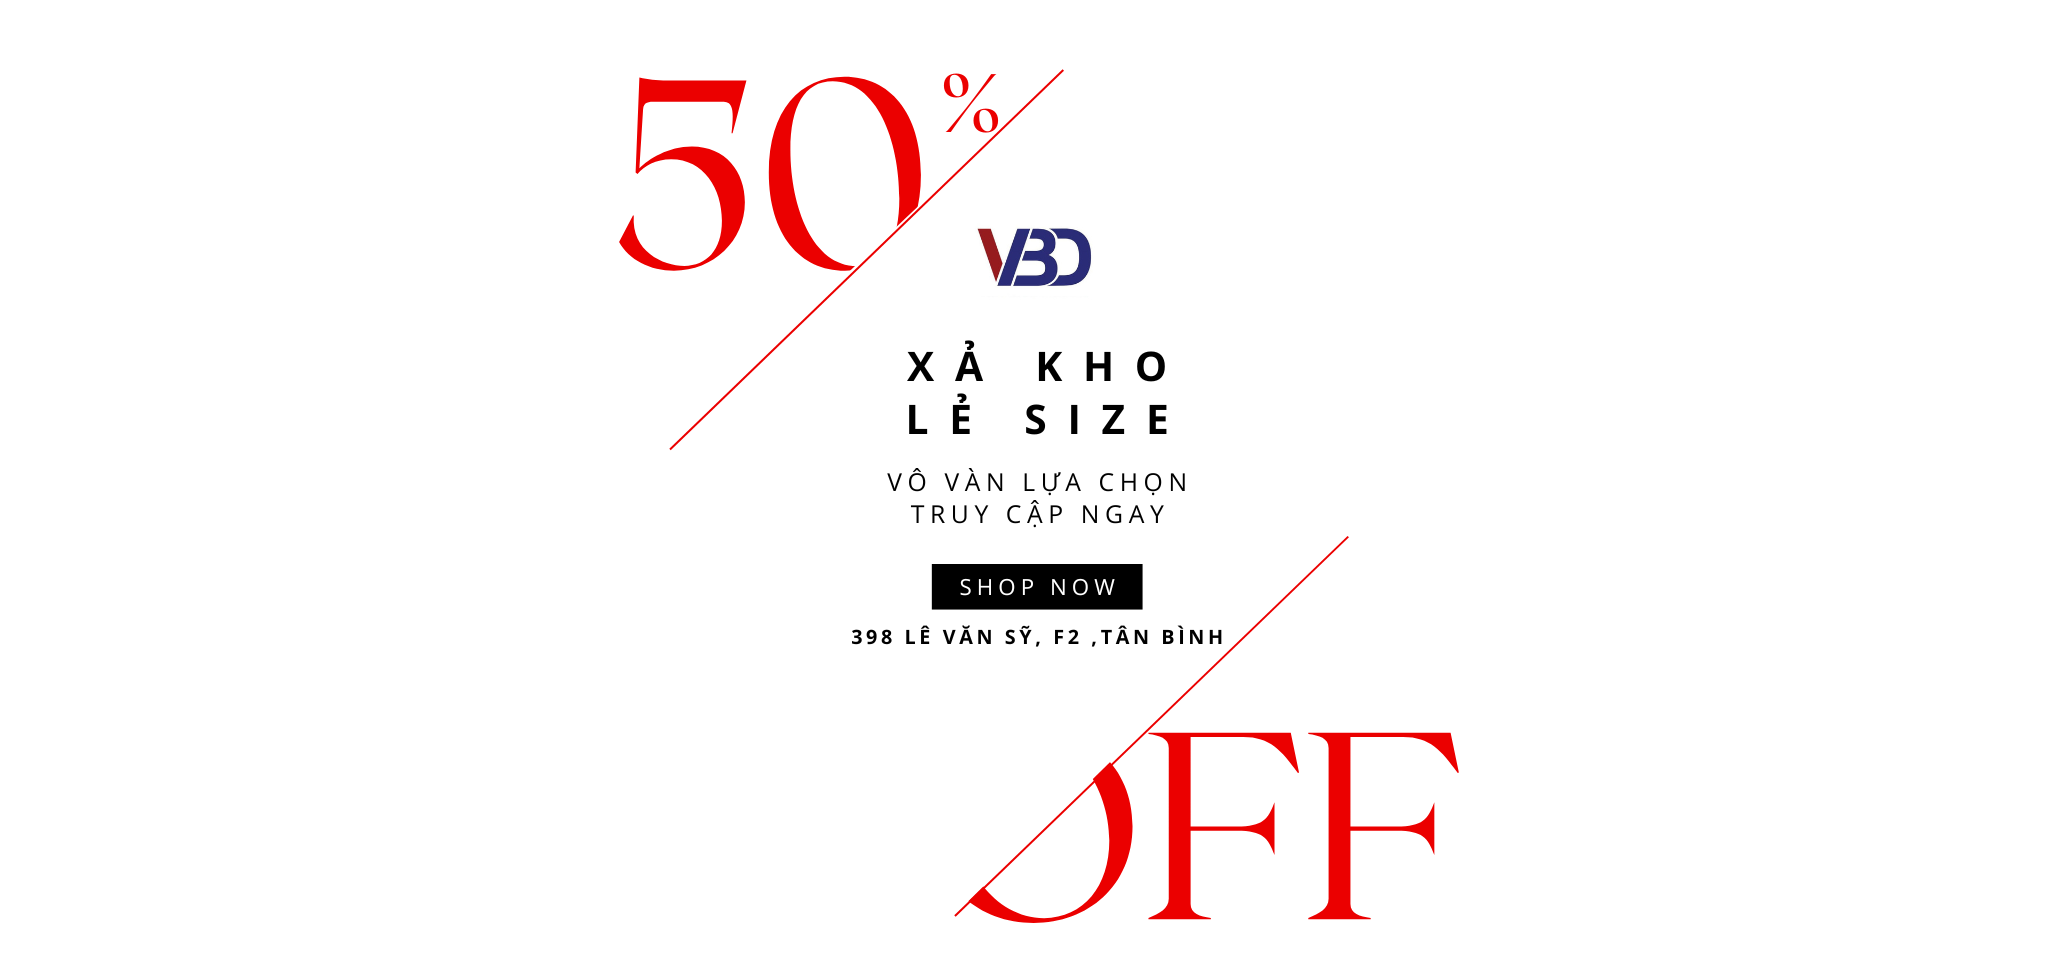 50%
VBD
XẢ KHO
LẺ SIZE
VÔ VÀN LỰA CHỌN
TRUY CẬP NGAY
SHOP NOW
398 LÊ VĂN SỸ, F2 ,TÂN BÌNH
OFF